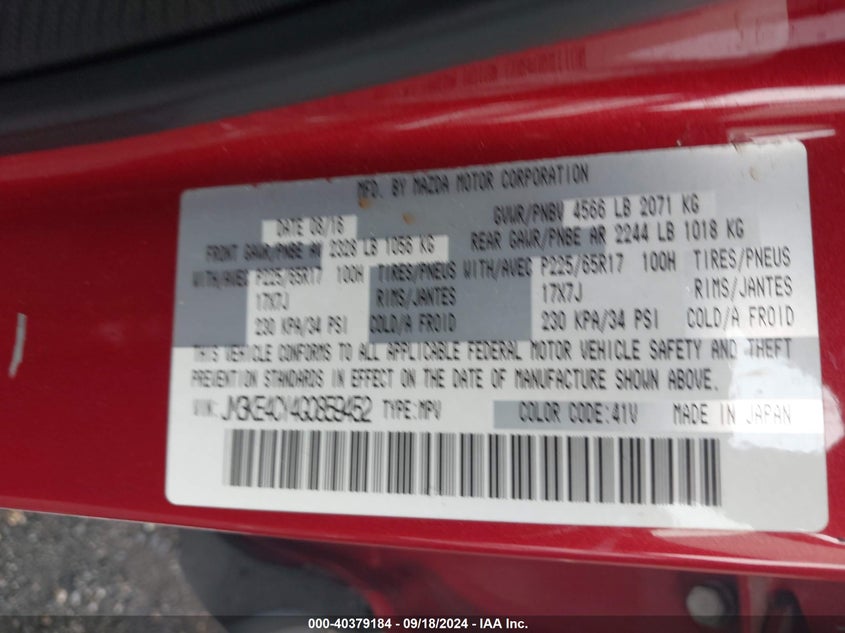 MFD. BY MAZDA MOTOR CORPORATION
DATE 08/16 GVWR/PNBV 4566 LB 2071 KG
FRONT GAWR/PNBE AV 2328 LB 1056 KG REAR GAWR/PNBE AR 2244 LB 1018 KG
WITH/AVEC P225/65R17 100H TIRES/PNEUS WITH/AVEC P225/65R17 100H TIRES/PNEUS
17X7J RIMS/JANTES 17X7J RIMS/JANTES
230 KPA/34 PSI COLD/A FROID 230 KPA/34 PSI COLD/A FROID
THIS VEHICLE CONFORMS TO ALL APPLICABLE FEDERAL MOTOR VEHICLE SAFETY AND THEFT
PREVENTION STANDARDS IN EFFECT ON THE DATE OF MANUFACTURE SHOWN ABOVE.
VIN: JM3KE4CY4G0859452 TYPE:MPV COLOR CODE:41V MADE IN JAPAN
000-40379184 - 09/18/2024 - IAA Inc.